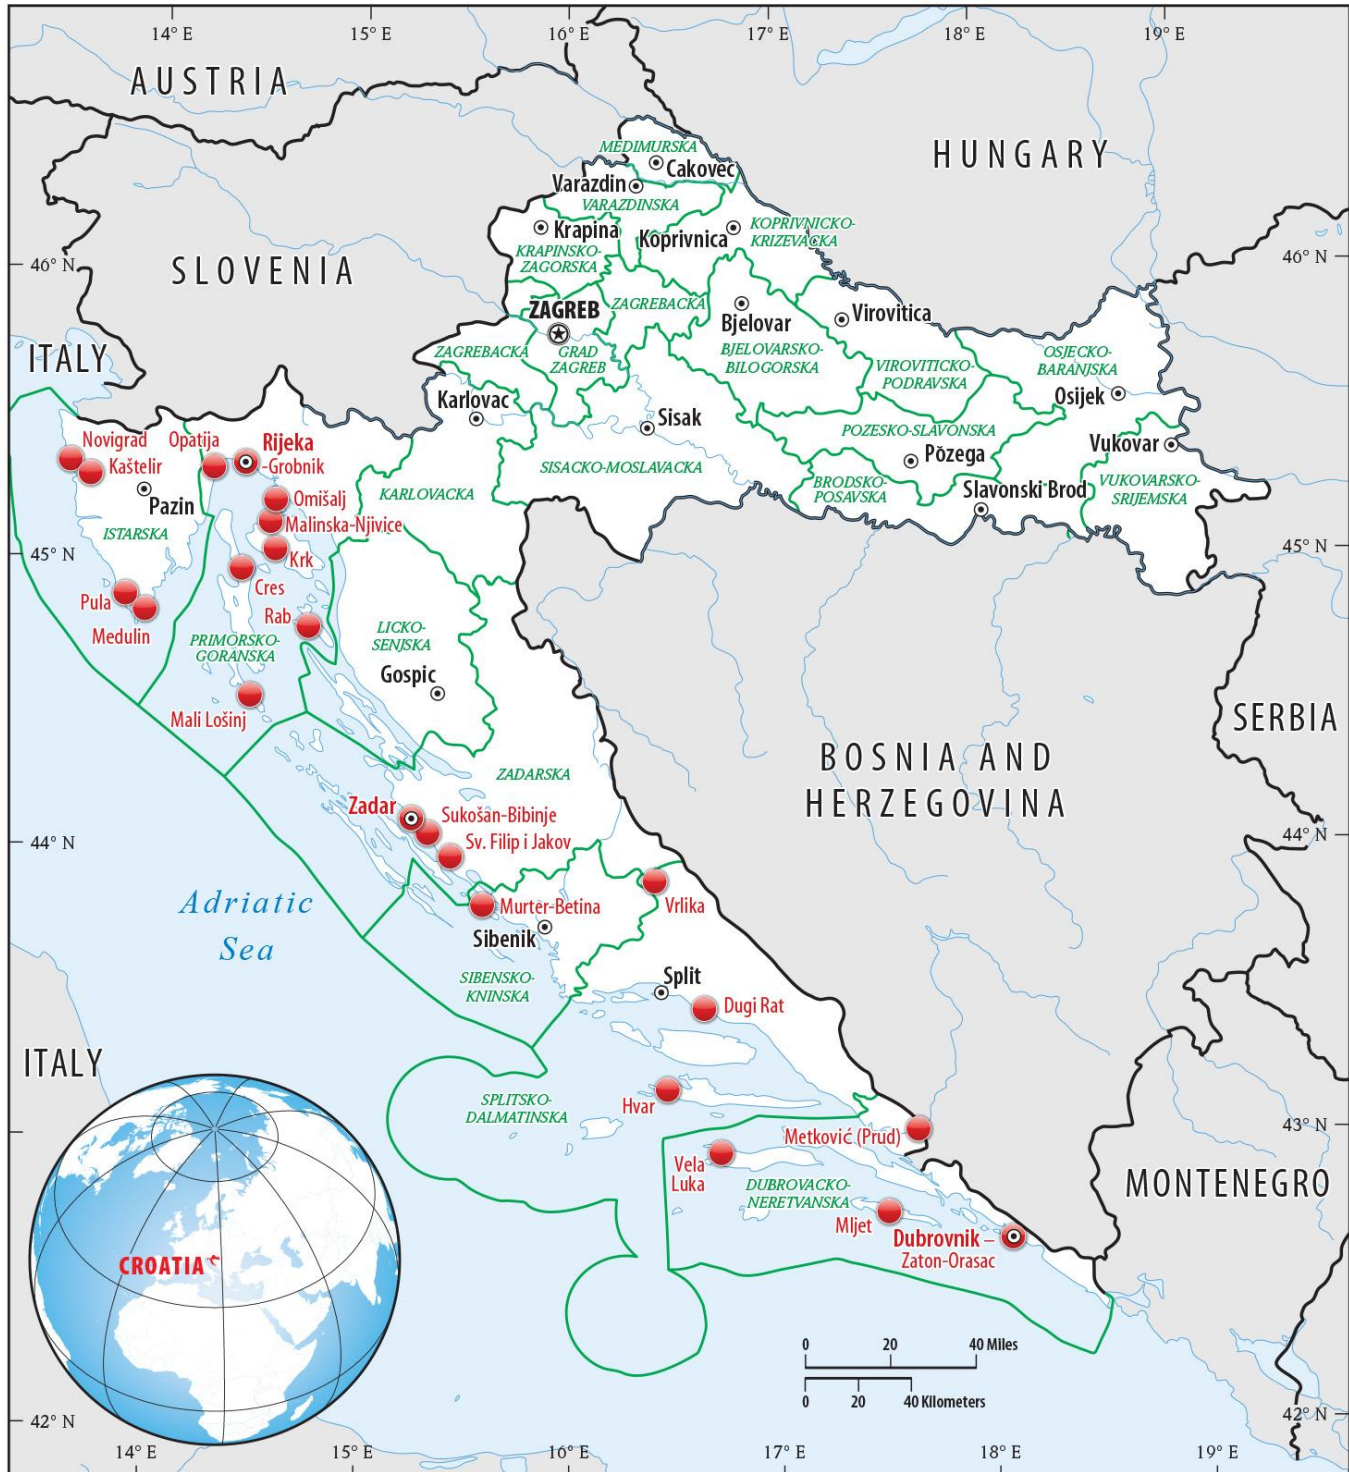 14° E
15° E
16° E
17° E
18° E
19° E
AUSTRIA
HUNGARY
MEDIMURSKA
Cakovec
Varazdin
VARAZDINSKA
Krapina
Koprivnica
KOPRIVNICKO-
KRIZEVACKA
KRAPINSKO-
ZAGORSKA
46° N
46° N
SLOVENIA
ZAGREB
ZAGREBACKA
Bjelovar
Virovitica
ITALY
ZAGREBACKA
GRAD
ZAGREB
BJELOVARSKO-
BILOGORSKA
VIROVITICKO-
PODRAVSKA
OSJECKO-
BARANJSKA
Osijek
Karlovac
Sisak
Novigrad
Opatija
Rijeka
-Grobnik
Kaštelir
POZESKO-SLAVONSKA
Vukovar
Požega
SISACKO-MOSLAVACKA
Pazin
Omišalj
KARLOVACKA
BRODSKO-
POSAVSKA
Slavonski Brod
VUKOVARSKO-
SRIJEMSKA
Malinska-Njivice
ISTARSKA
45° N
45° N
Krk
Cres
Pula
Rab
Medulin
PRIMORSKO-
GORANSKA
LICKO-
SENJSKA
Gospic
Mali Lošinj
SERBIA
BOSNIA AND
HERZEGOVINA
ZADARSKA
Zadar
Sukošan-Bibinje
Sv. Filip i Jakov
44° N
44° N
Adriatic
Sea
Murter-Betina
Vrlika
Sibenik
SIBENSKO-
KNINSKA
Split
Dugi Rat
ITALY
SPLITSKO-
DALMATINSKA
Hvar
Metković (Prud)
43° N
Vela
Luka
DUBROVACKO-
NERETVANSKA
MONTENEGRO
Mljet
Dubrovnik –
Zaton-Orasac
CROATIA
0 20 40 Miles
0 20 40 Kilometers
42° N
42° N
14° E
15° E
16° E
17° E
18° E
19° E